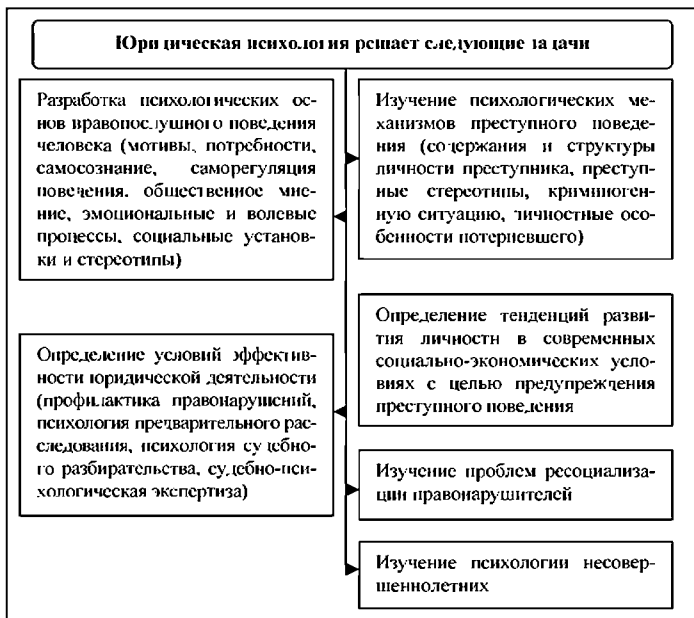 Юридическая психология решает следующие задачи
Разработка психологических ос-
нов правопослушного поведения
человека (мотивы, потребности,
самосознание, саморегуляция
поведения, общественное мне-
ние, эмоциональные и волевые
процессы, социальные установ-
ки и стереотипы)
Определение условий эффектив-
ности юридической деятельности
(профилактика правонарушений,
психология предварительного рас-
следования, психология судебно-
го разбирательства, судебно-пси-
хологическая экспертиза)
Изучение психологических ме-
ханизмов преступного поведе-
ния (содержания и структуры
личности преступника, преступ-
ные стереотипы, криминоген-
ную ситуацию, личностные осо-
бенности потерпевшего)
Определение тенденций разви
тия личности в современных
социально-экономических усло-
виях с целью предупреждения
преступного поведения
Изучение проблем ресоциализа-
ции правонарушителей
Изучение психологии несовер-
шеннолетних